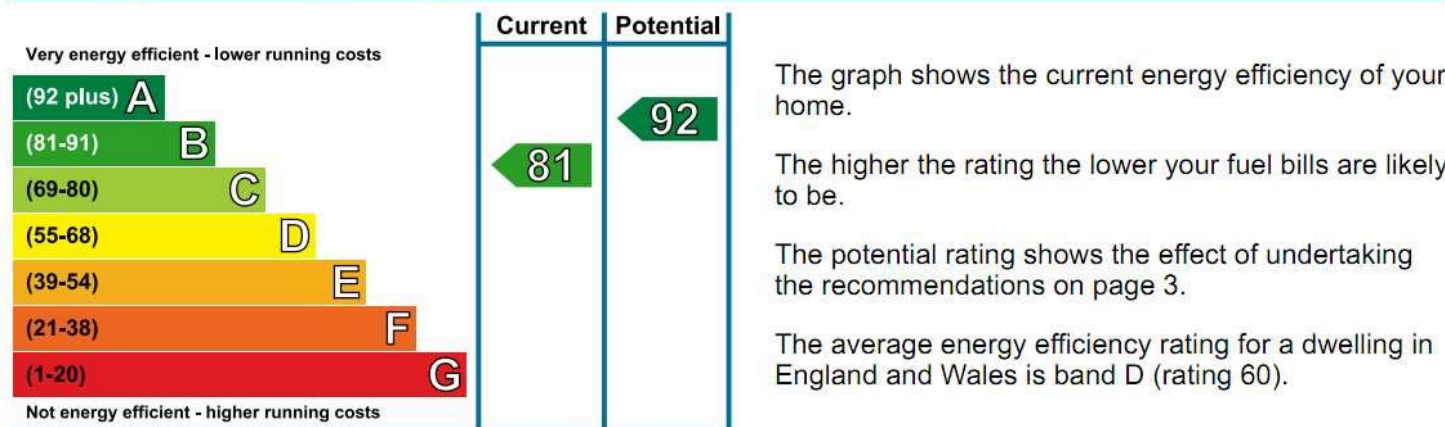 Current Potential
Very energy efficient - lower running costs
(92 plus) A
(81-91) B
(69-80) C
(55-68) D
(39-54) E
(21-38) F
(1-20) G
Not energy efficient - higher running costs
92
81
The graph shows the current energy efficiency of your
home.
The higher the rating the lower your fuel bills are likely
to be.
The potential rating shows the effect of undertaking
the recommendations on page 3.
The average energy efficiency rating for a dwelling in
England and Wales is band D (rating 60).